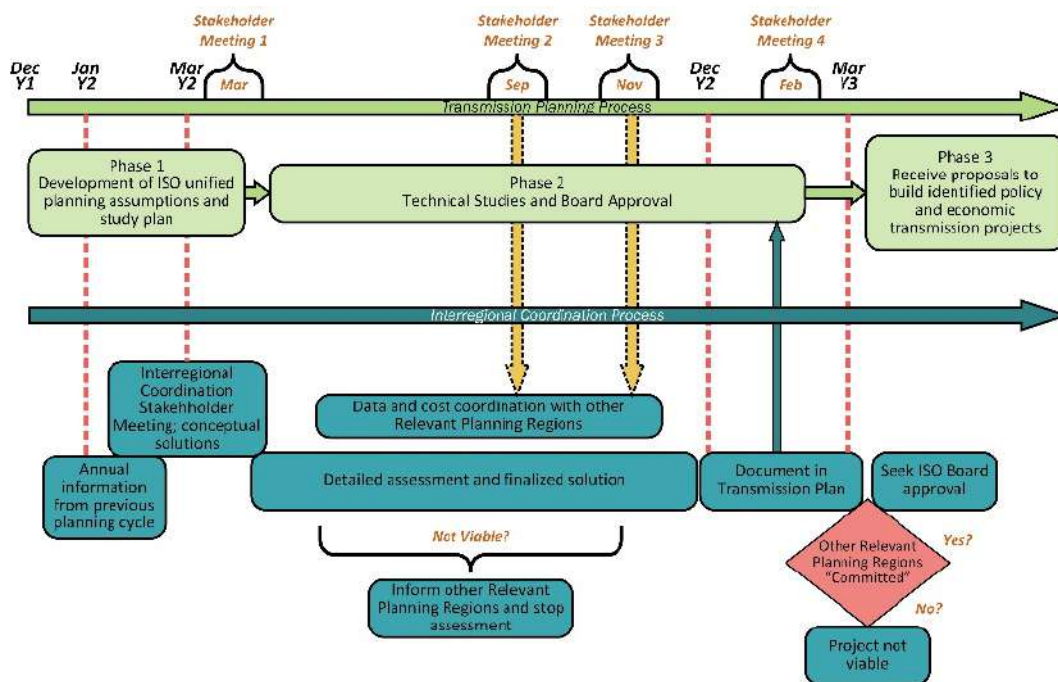 Stakeholder
Meeting 1
Stakeholder
Meeting 2
Stakeholder
Meeting 3
Stakeholder
Meeting 4
Dec
Y1
Jan
Y2
Mar
Y2
Mar
Sep
Nov
Dec
Y2
Feb
Mar
Y3
Transmission Planning Process
Phase 1
Development of ISO unified
planning assumptions and
study plan
Phase 2
Technical Studies and Board Approval
Phase 3
Receive proposals to
build identified policy
and economic
transmission projects
Interregional Coordination Process
Interregional
Coordination
Stakehholder
Meeting; conceptual
solutions
Data and cost coordination with other
Relevant Planning Regions
Annual
information
from previous
planning cycle
Detailed assessment and finalized solution
Document in
Transmission Plan
Seek ISO Board
approval
Not Viable?
Inform other Relevant
Planning Regions and stop
assessment
Other Relevant
Planning Regions
"Committed"
Yes?
No?
Project not
viable